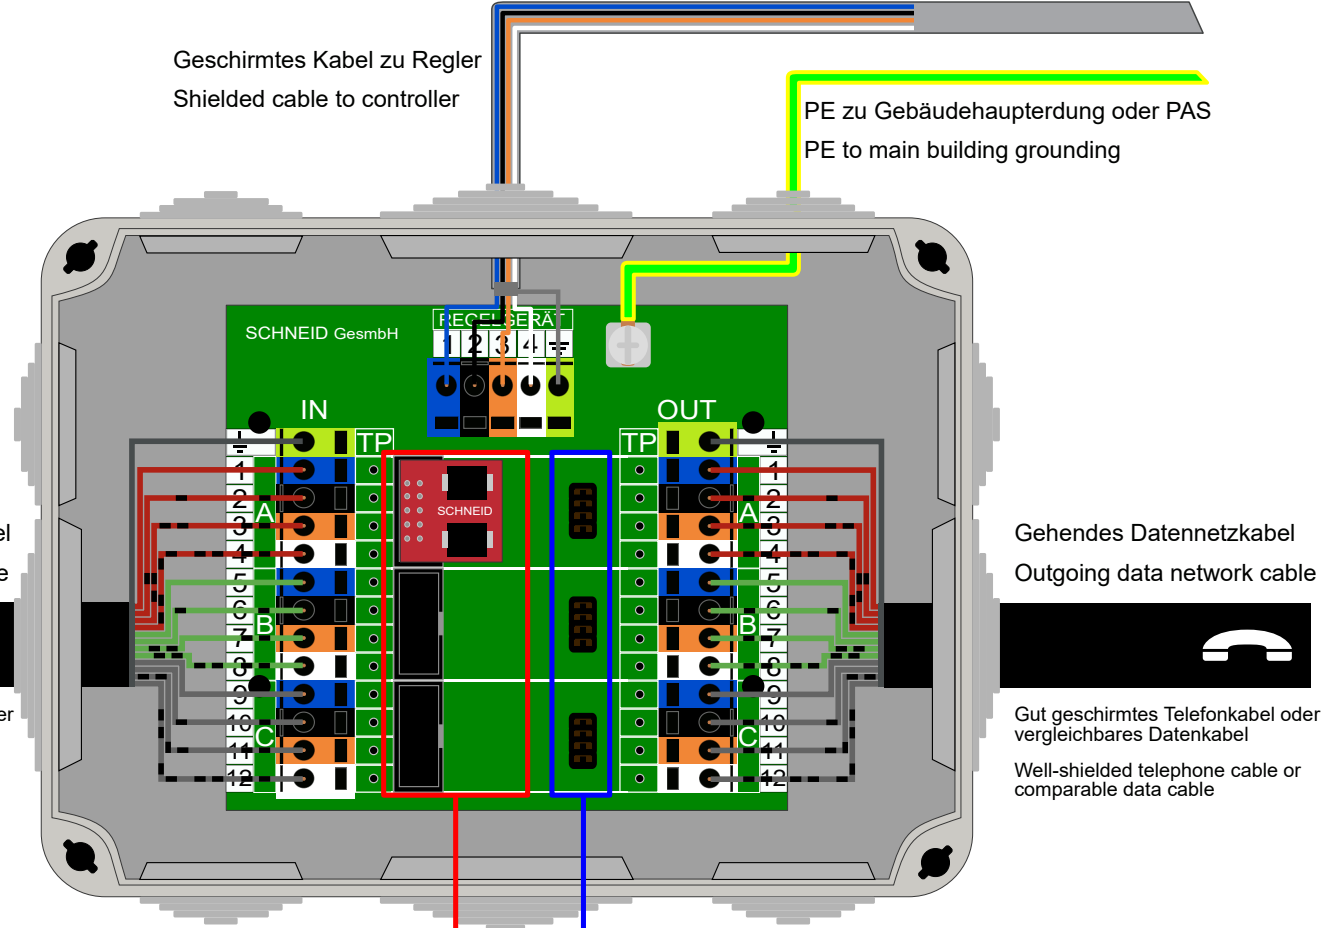 Geschirmtes Kabel zu Regler
Shielded cable to controller
PE zu Gebäudehaupterdung oder PAS
PE to main building grounding
SCHNEID GesmbH
REGELGERÄT
1 2 3 4
IN
OUT
TP
TP
1
2
3
4
5
6
7
8
9
10
11
12
A
B
C
SCHNEID
A
B
C
1
2
3
4
5
6
7
8
9
10
11
12
Gehendes Datennetzkabel
Outgoing data network cable
Gut geschirmtes Telefonkabel oder
vergleichbares Datenkabel
Well-shielded telephone cable or
comparable data cable